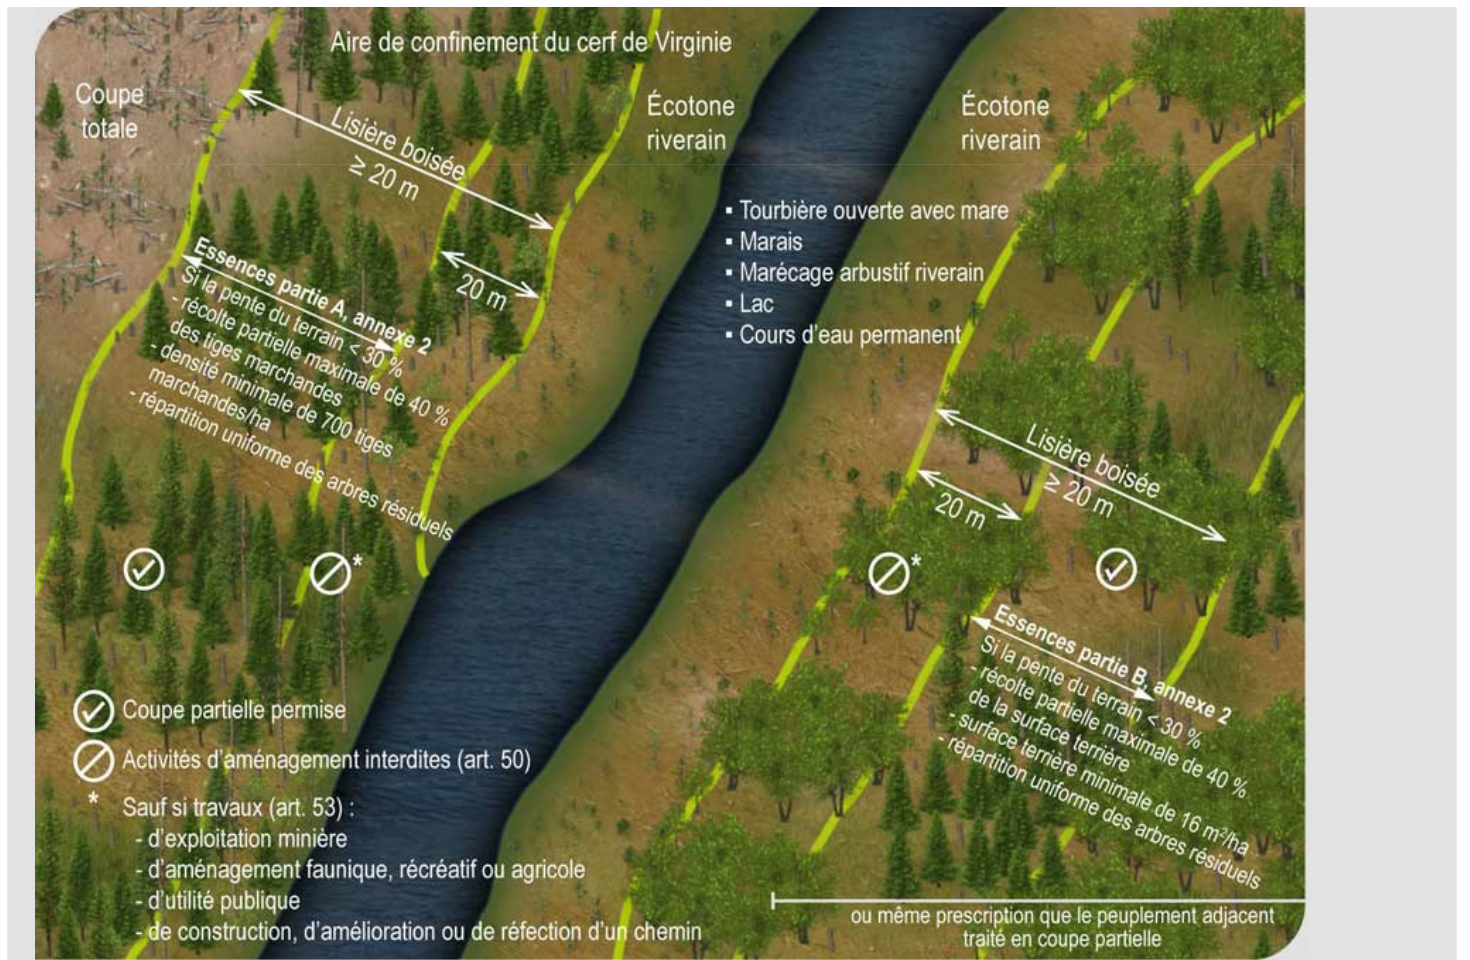 Aire de confinement du cerf de Virginie
Coupe
totale
Lisière boisée
≥ 20 m
Écotone
riverain
Écotone
riverain
20 m
Essences partie A, annexe 2
Si la pente du terrain < 30 %
- récolte partielle maximale de 40 %
des tiges marchandes
- densité minimale de 700 tiges
marchandes/ha
- répartition uniforme des arbres résiduels
▪ Tourbière ouverte avec mare
▪ Marais
▪ Marécage arbustif riverain
▪ Lac
▪ Cours d'eau permanent
Lisière boisée
≥ 20 m
20 m
*
*
Essences partie B, annexe 2
Si la pente du terrain < 30 %
- récolte partielle maximale de 40 %
de la surface terrière
- surface terrière minimale de 16 m²/ha
- répartition uniforme des arbres résiduels
Coupe partielle permise
Activités d'aménagement interdites (art. 50)
* Sauf si travaux (art. 53) :
- d'exploitation minière
- d'aménagement faunique, récréatif ou agricole
- d'utilité publique
- de construction, d'amélioration ou de réfection d'un chemin
ou même prescription que le peuplement adjacent
traité en coupe partielle